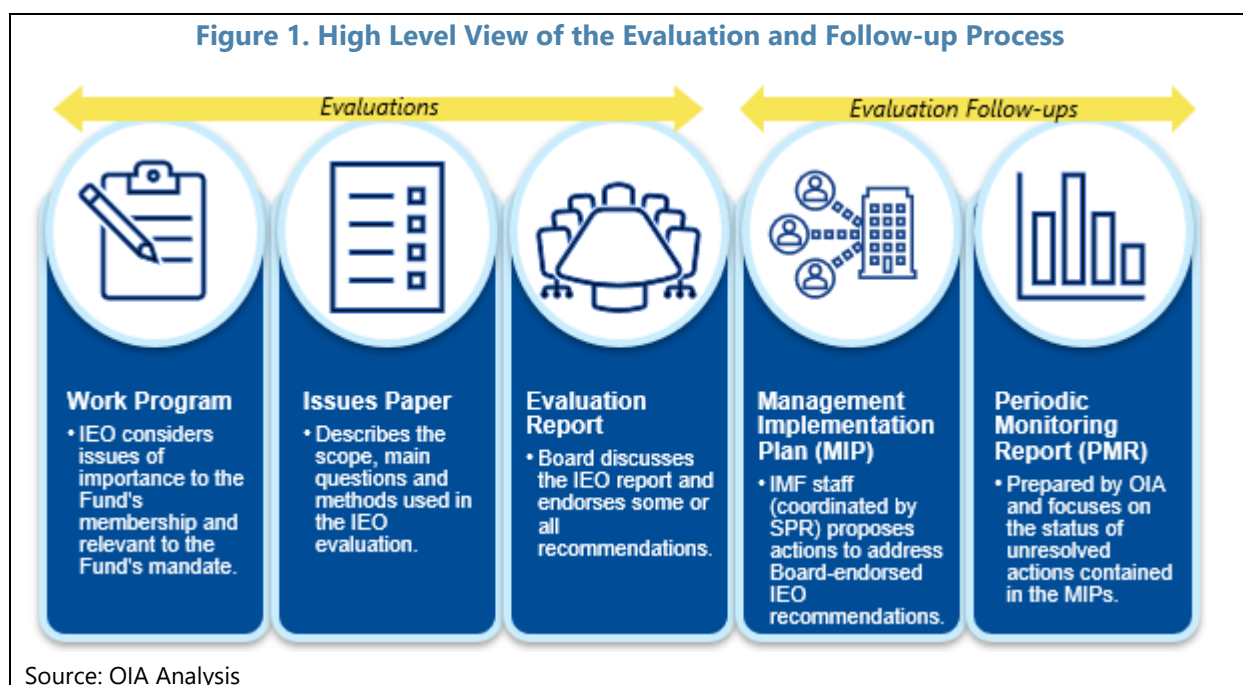 Figure 1. High Level View of the Evaluation and Follow-up Process
Evaluations
Evaluation Follow-ups
Work Program
• IEO considers
issues of
importance to the
Fund's
membership and
relevant to the
Fund's mandate.
Issues Paper
• Describes the
scope, main
questions and
methods used in
the IEO
evaluation.
Evaluation
Report
• Board discusses
the IEO report and
endorses some or
all
recommendations.
Management
Implementation
Plan (MIP)
• IMF staff
(coordinated by
SPR) proposes
actions to address
Board-endorsed
IEO
recommendations.
Periodic
Monitoring
Report (PMR)
• Prepared by OIA
and focuses on
the status of
unresolved
actions contained
in the MIPs.
Source: OIA Analysis